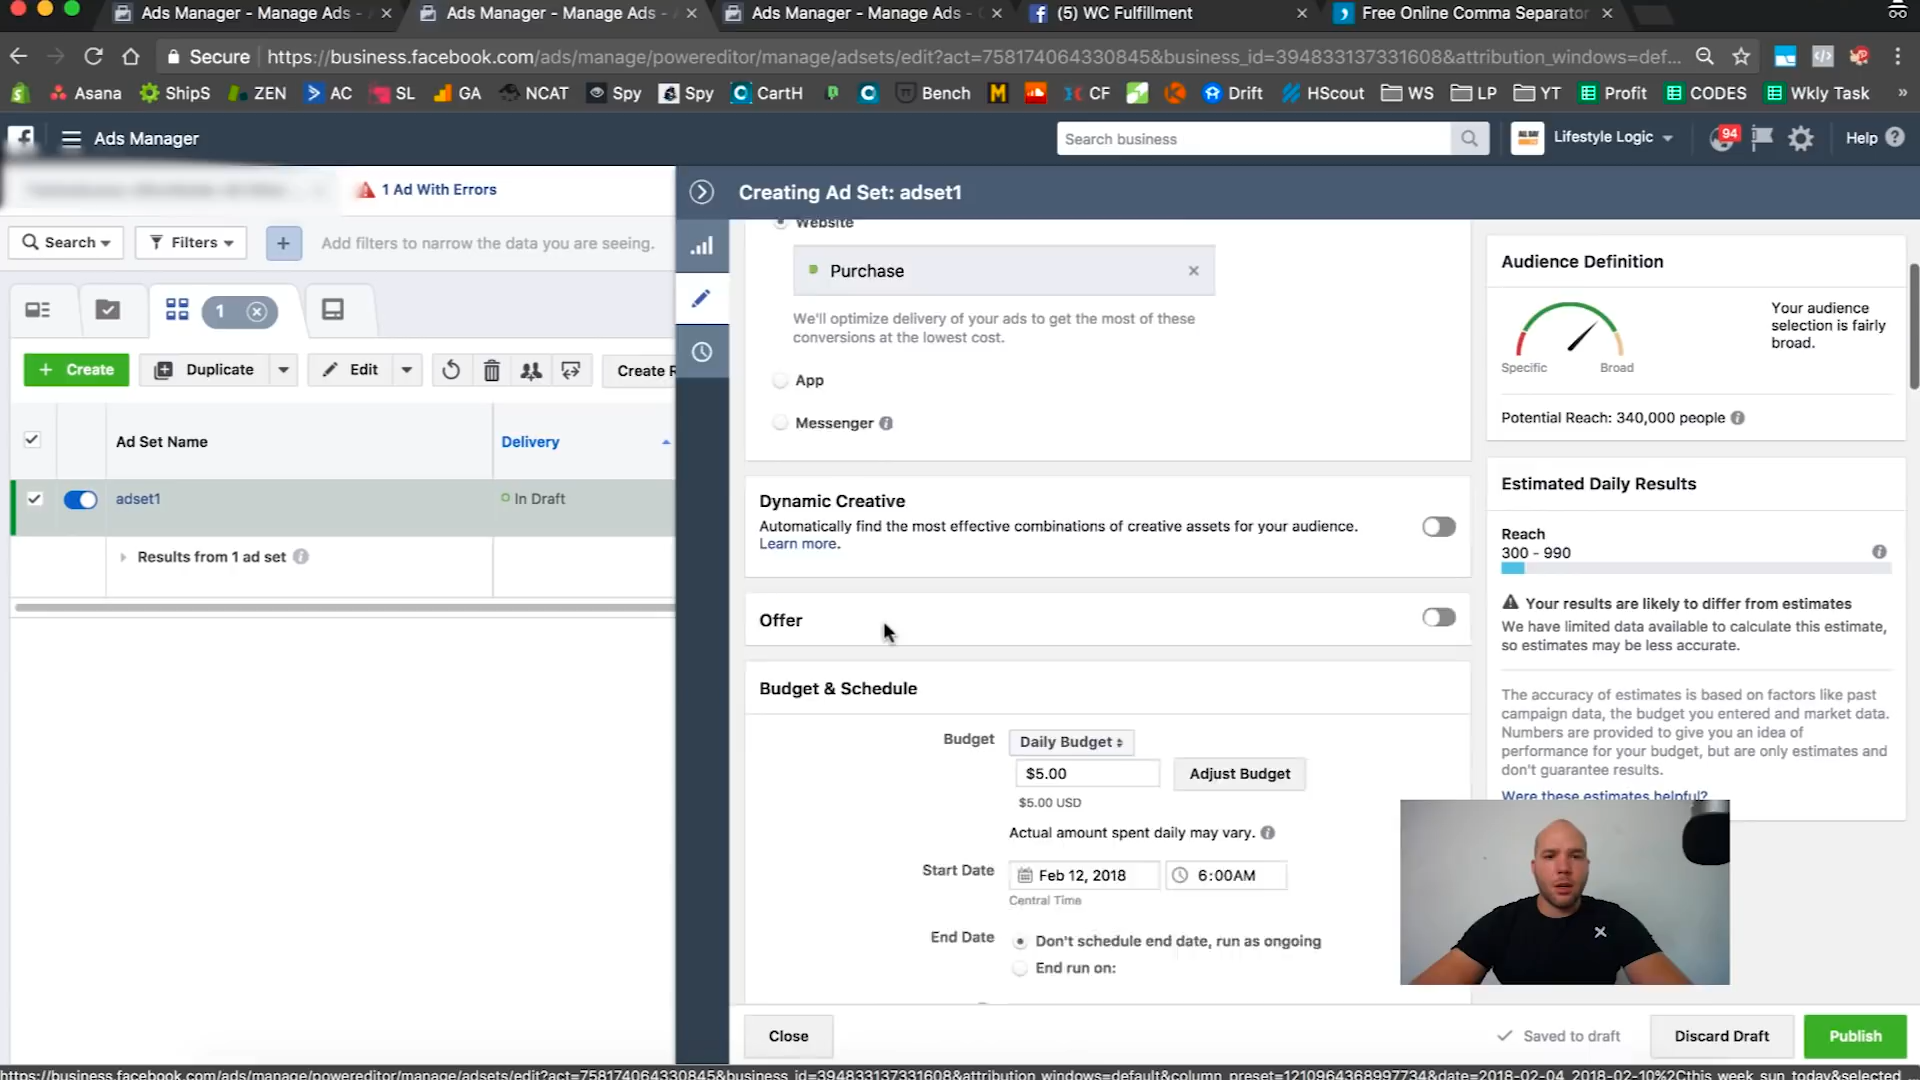 Ads Manager - Manage Ads -
Ads Manager - Manage Ads -
Ads Manager - Manage Ads -
(5) WC Fulfillment
Free Online Comma Separator
Secure
https://business.facebook.com/ads/manage/powereditor/manage/adsets/edit?act=758174064330845&business_id=394833137331608&attribution_windows=def...
Asana
ShipS
ZEN
AC
SL
GA
NCAT
Spy
Spy
CartH
Bench
CF
Drift
HScout
WS
LP
YT
Profit
CODES
Wkly Task
»
Ads Manager
Search business
Lifestyle Logic
94
Help
1 Ad With Errors
Creating Ad Set: adset1
Search
Filters
Add filters to narrow the data you are seeing.
1
Create
Duplicate
Edit
Create R
Ad Set Name
Delivery
adset1
In Draft
Results from 1 ad set
Website
Purchase
We'll optimize delivery of your ads to get the most of these
conversions at the lowest cost.
App
Messenger
Dynamic Creative
Automatically find the most effective combinations of creative assets for your audience.
Learn more.
Offer
Budget & Schedule
Budget
Daily Budget
$5.00
Adjust Budget
$5.00 USD
Actual amount spent daily may vary.
Start Date
Feb 12, 2018
6:00AM
Central Time
End Date
Don't schedule end date, run as ongoing
End run on:
Audience Definition
Your audience
selection is fairly
broad.
Specific
Broad
Potential Reach: 340,000 people
Estimated Daily Results
Reach
300 - 990
Your results are likely to differ from estimates
We have limited data available to calculate this estimate,
so estimates may be less accurate.
The accuracy of estimates is based on factors like past
campaign data, the budget you entered and market data.
Numbers are provided to give you an idea of
performance for your budget, but are only estimates and
don't guarantee results.
Were these estimates helpful?
Close
Saved to draft
Discard Draft
Publish
https://business.facebook.com/ads/manage/powereditor/manage/adsets/edit?act=758174064330845&business_id=394833137331608&attribution_windows=default&column_preset=1210964368997734&date=2018-02-04_2018-02-10%2Cthis_week_sun_today&selected